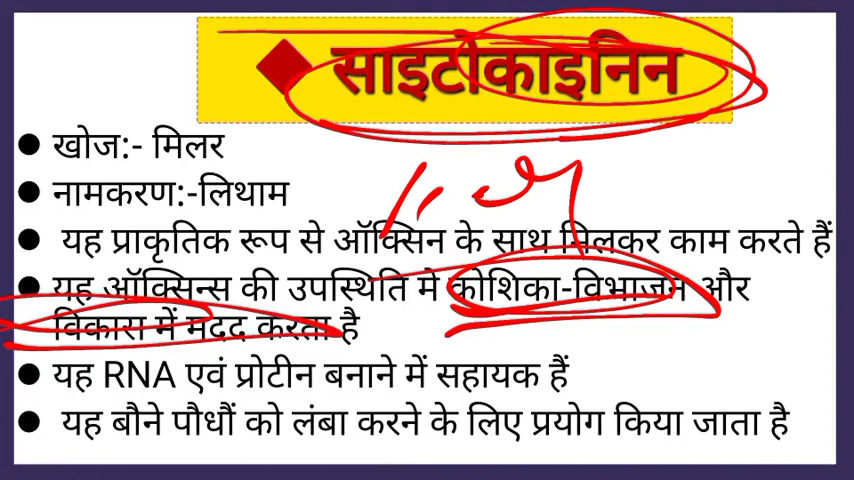 साइटोकाइनिन
खोज:- मिलर
नामकरण:-लिथाम
यह प्राकृतिक रूप से ऑक्सिन के साथ मिलकर काम करते हैं
यह ऑक्सिन्स की उपस्थिति में कोशिका-विभाजन और
विकास में मदद करता है
यह RNA एवं प्रोटीन बनाने में सहायक हैं
यह बौने पौधौं को लंबा करने के लिए प्रयोग किया जाता है